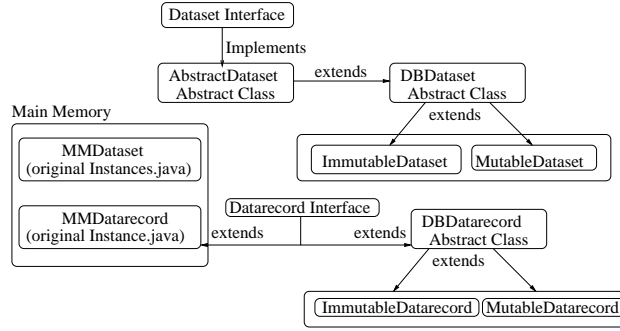 Dataset Interface
Implements
AbstractDataset
Abstract Class
extends
DBDataset
Abstract Class
extends
ImmutableDataset
MutableDataset
Main Memory
MMDataset
(original Instances.java)
MMDatarecord
(original Instance.java)
Datarecord Interface
extends
extends
DBDatarecord
Abstract Class
extends
ImmutableDatarecord
MutableDatarecord